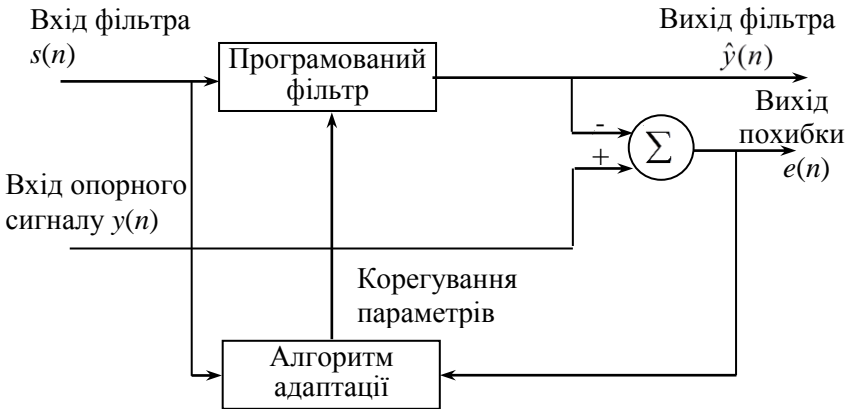 Вхід фільтра
s(n)
Програмований
фільтр
Вихід фільтра
ŷ(n)
Вихід
похибки
e(n)
-
+
Σ
Вхід опорного
сигналу y(n)
Корегування
параметрів
Алгоритм
адаптації